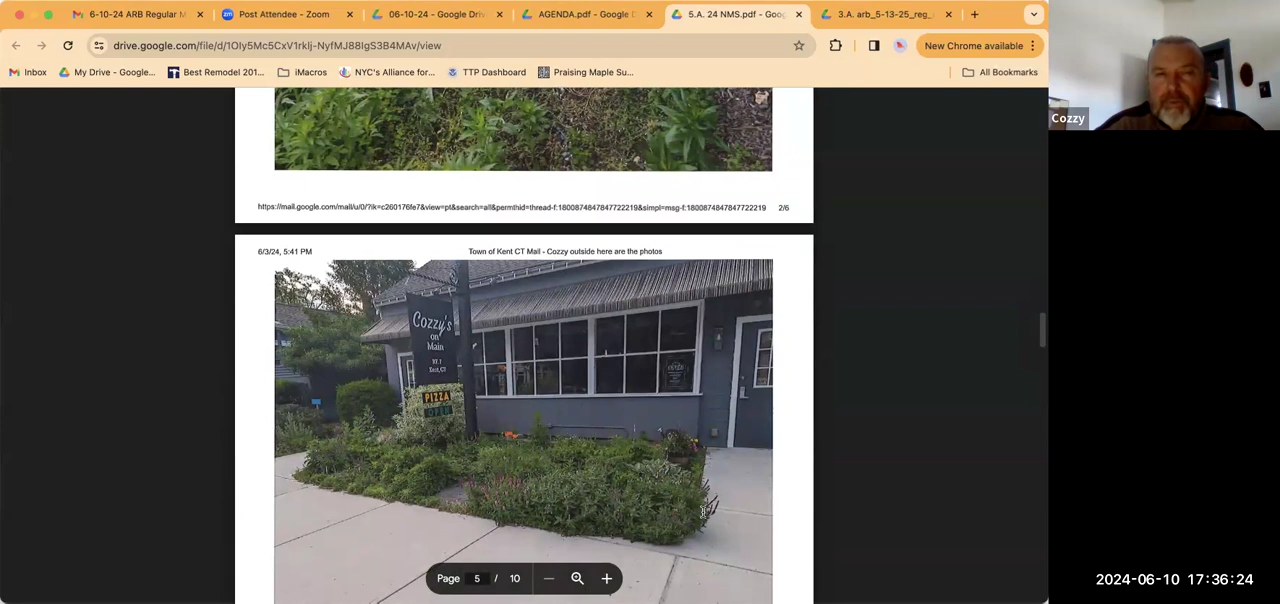 6-10-24 ARB Regular M
Post Attendee - Zoom
06-10-24 - Google Driv
AGENDA.pdf - Google D
5.A. 24 NMS.pdf - Goog
3.A. arb_5-13-25_reg_
drive.google.com/file/d/1OIy5Mc5CxV1rkIj-NyfMJ88IgS3B4MAv/view
New Chrome available
Inbox
My Drive - Google...
Best Remodel 201...
iMacros
NYC's Alliance for...
TTP Dashboard
Praising Maple Su...
All Bookmarks
Cozzy
https://mail.google.com/mail/u/0/?ik=c260176fe7&view=pt&search=all&permthid=thread-f:1800874847847722219&simpl=msg-f:1800874847847722219 2/6
6/3/24, 5:41 PM
Town of Kent CT Mail - Cozzy outside here are the photos
Cozzy's
on
Main
Kent, CT
PIZZA
OPEN
Page 5 / 10
2024-06-10 17:36:24